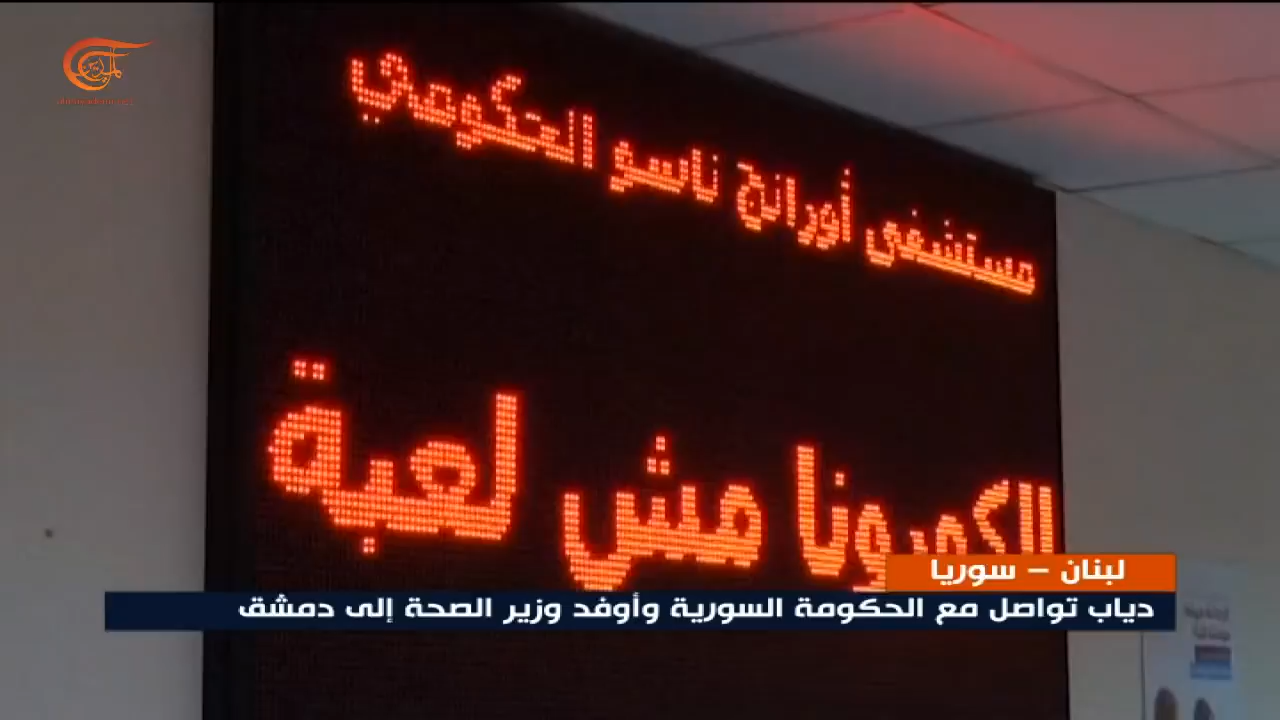 الميادين
مستشفى أورانج ناسو الحكومي
الكورونا مش لعبة
لبنان – سوريا
دياب تواصل مع الحكومة السورية وأوفد وزير الصحة إلى دمشق